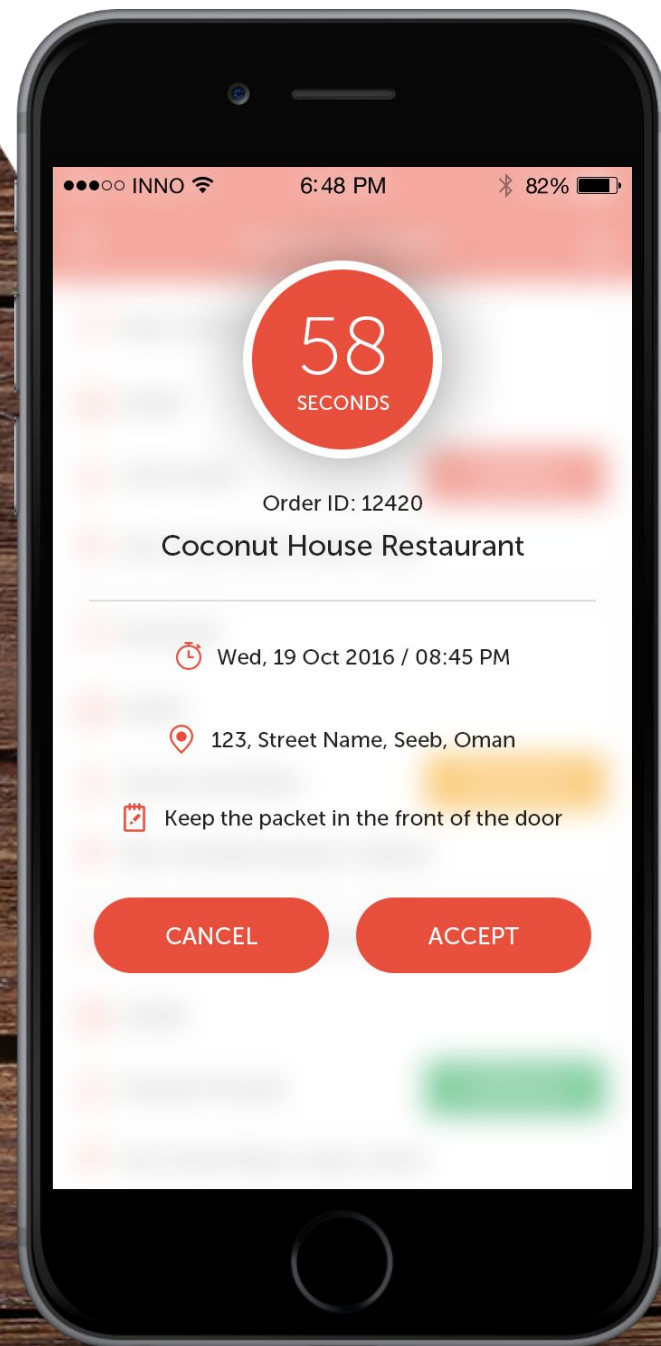 INNO 6:48 PM 82%
58
SECONDS
Order ID: 12420
Coconut House Restaurant
Wed, 19 Oct 2016 / 08:45 PM
123, Street Name, Seeb, Oman
Keep the packet in the front of the door
CANCEL ACCEPT